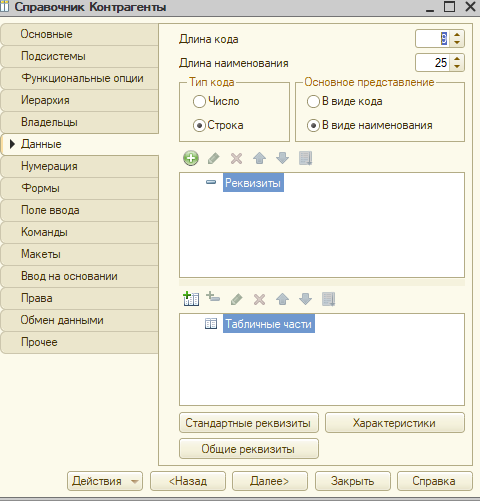 Справочник Контрагенты
Основные
Подсистемы
Функциональные опции
Иерархия
Владельцы
Данные
Нумерация
Формы
Поле ввода
Команды
Макеты
Ввод на основании
Права
Обмен данными
Прочее
Длина кода 9
Длина наименования 25
Тип кода
Число
Строка
Основное представление
В виде кода
В виде наименования
Реквизиты
Табличные части
Стандартные реквизиты Характеристики
Общие реквизиты
Действия <Назад Далее> Закрыть Справка